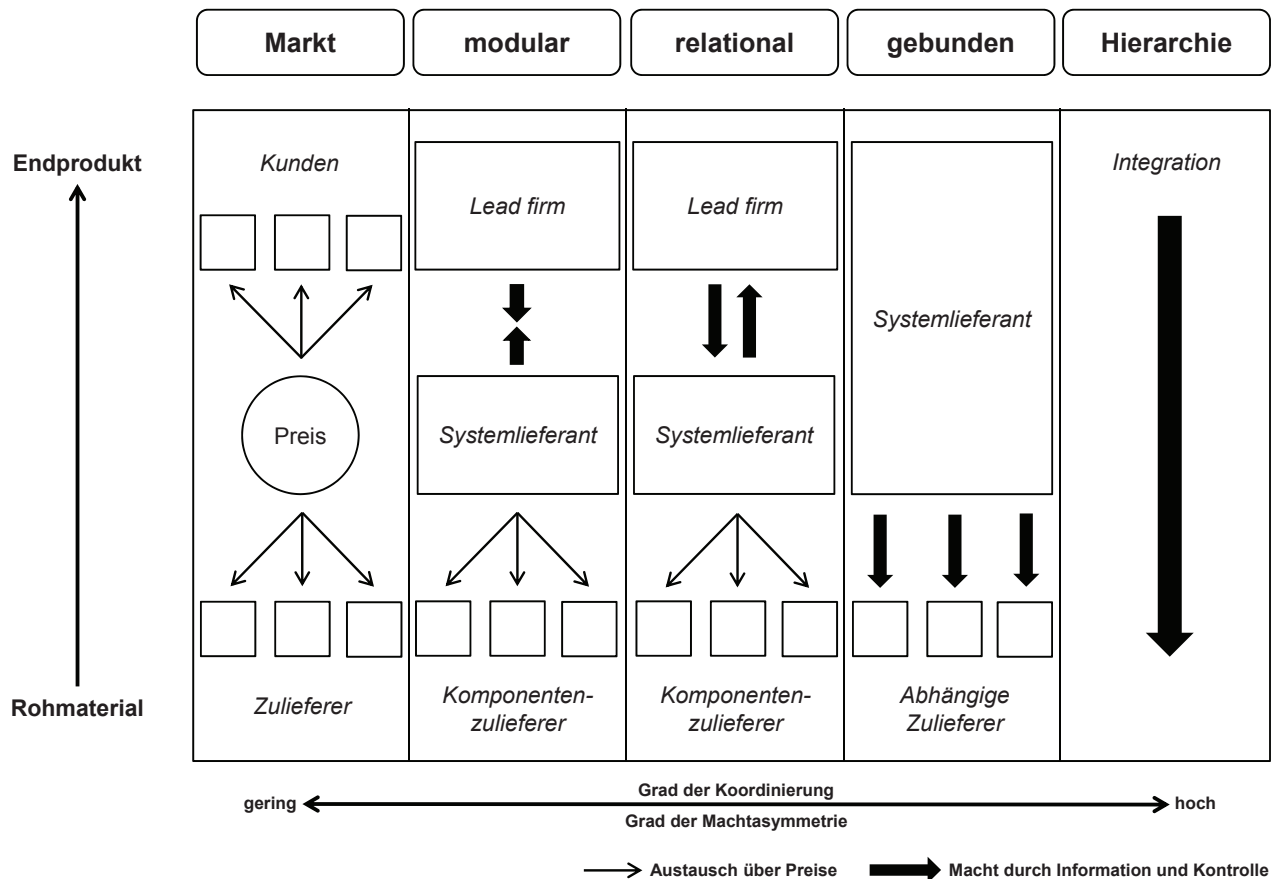 Markt
modular
relational
gebunden
Hierarchie
Endprodukt
Rohmaterial
Kunden
Preis
Zulieferer
Lead firm
Systemlieferant
Komponenten-
zulieferer
Lead firm
Systemlieferant
Komponenten-
zulieferer
Systemlieferant
Abhängige
Zulieferer
Integration
gering
Grad der Koordinierung
Grad der Machtasymmetrie
hoch
Austausch über Preise
Macht durch Information und Kontrolle